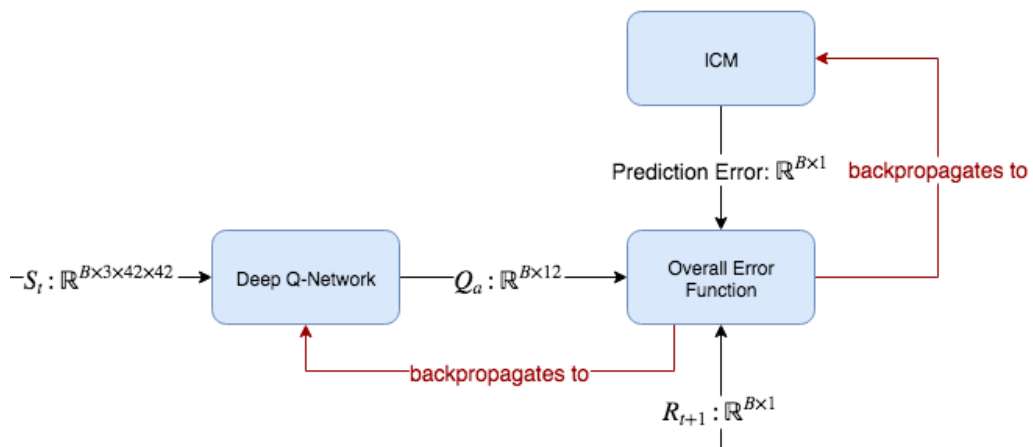 ICM
Prediction Error: ℝ^{B×1}
backpropagates to
S_t : ℝ^{B×3×42×42}
Deep Q-Network
Q_a : ℝ^{B×12}
Overall Error
Function
backpropagates to
R_{t+1} : ℝ^{B×1}